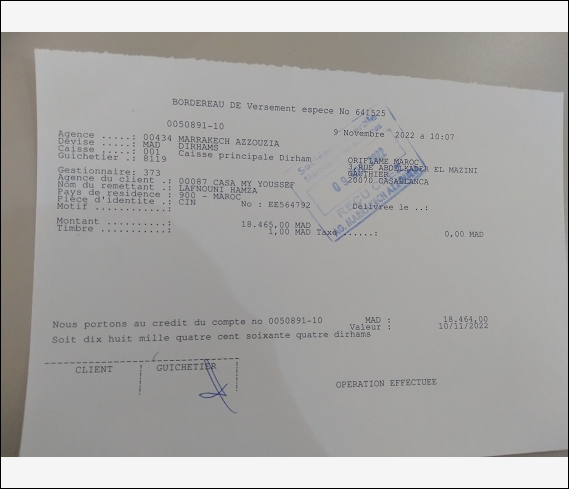 BORDEREAU DE Versement espece No 641525
0050891-10
9 Novembre 2022 a 10:07
Agence .....: 00434 MARRAKECH AZZOUZIA
Dévise .....: MAD DIRHAMS
Caisse .....: 001 Caisse principale Dirham
Guichetier .: 8119
ORIFLAME MAROC
3,RUE ABDELKADER EL MAZINI
GAUTHIER
20070 CASABLANCA
Gestionnaire: 373
Agence du client .: 00087 CASA MY YOUSSEF
Nom du remettant .: LAFNOUNI HAMZA
Pays de residence : 900 - MAROC
Pièce d'identite .: CIN No : EE564792 Délivrée le ..:
Motif ............:
Montant ..........: 18.465,00 MAD
Timbre ...........: 1,00 MAD Taxe ......: 0,00 MAD
Nous portons au credit du compte no 0050891-10 MAD : 18.464,00
Valeur : 10/11/2022
Soit dix huit mille quatre cent soixante quatre dirhams
CLIENT GUICHETIER
OPERATION EFFECTUEE